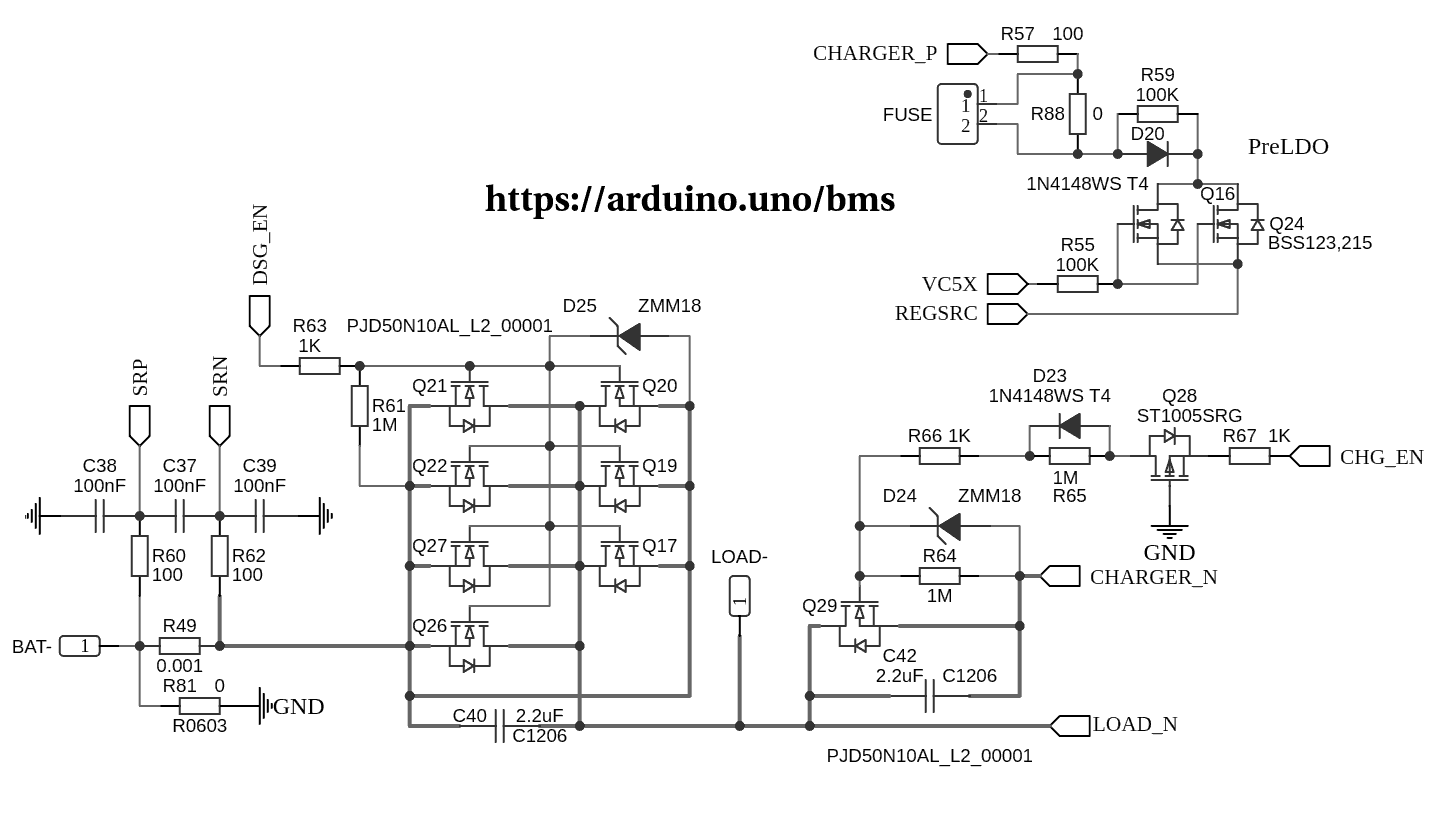 R57 100
CHARGER_P
R59
100K
FUSE
1
1
2
2
R88 0
D20
PreLDO
1N4148WS T4
Q16
https://arduino.uno/bms
Q24
BSS123,215
R55
100K
VC5X
REGSRC
DSG_EN
D25 ZMM18
R63
1K
PJD50N10AL_L2_00001
SRP
SRN
Q21
Q20
R61
1M
D23
1N4148WS T4
Q28
ST1005SRG
R66 1K
R67 1K
CHG_EN
1M
R65
C38
100nF
C37
100nF
C39
100nF
Q22
Q19
D24 ZMM18
R60
100
R62
100
Q27
Q17
LOAD-
1
R64
1M
GND
CHARGER_N
Q29
Q26
BAT- 1
R49
0.001
R81 0
R0603
GND
C42
2.2uF C1206
C40 2.2uF
C1206
LOAD_N
PJD50N10AL_L2_00001